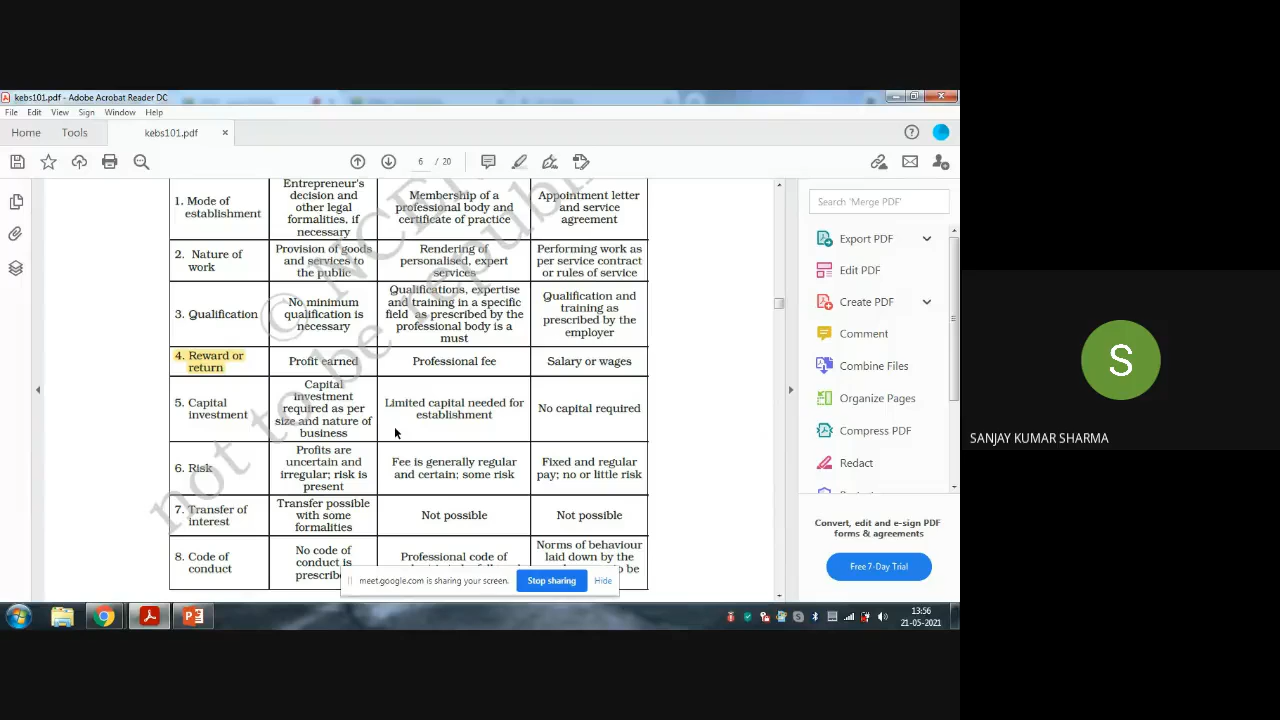 kebs101.pdf - Adobe Acrobat Reader DC
File Edit View Sign Window Help
Home Tools kebs101.pdf ×
6 / 20
1. Mode of establishment
Entrepreneur's
decision and
other legal
formalities, if
necessary
Membership of a
professional body and
certificate of practice
Appointment letter
and service
agreement
2. Nature of
work
Provision of goods
and services to
the public
Rendering of
personalised, expert
services
Performing work as
per service contract
or rules of service
3. Qualification
No minimum
qualification is
necessary
Qualifications, expertise
and training in a specific
field as prescribed by the
professional body is a
must
Qualification and
training as
prescribed by the
employer
4. Reward or
return
Profit earned
Professional fee
Salary or wages
5. Capital
investment
Capital
investment
required as per
size and nature of
business
Limited capital needed for
establishment
No capital required
6. Risk
Profits are
uncertain and
irregular; risk is
present
Fee is generally regular
and certain; some risk
Fixed and regular
pay; no or little risk
7. Transfer of
interest
Transfer possible
with some
formalities
Not possible
Not possible
8. Code of
conduct
No code of
conduct is
Professional code of
Norms of behaviour
laid down by the
to be
not to be republi
© NCE
Search 'Merge PDF'
Export PDF
Edit PDF
Create PDF
Comment
Combine Files
Organize Pages
Compress PDF
Redact
Convert, edit and e-sign PDF
forms & agreements
Free 7-Day Trial
meet.google.com is sharing your screen. Stop sharing Hide
13:56
21-05-2021
S
SANJAY KUMAR SHARMA